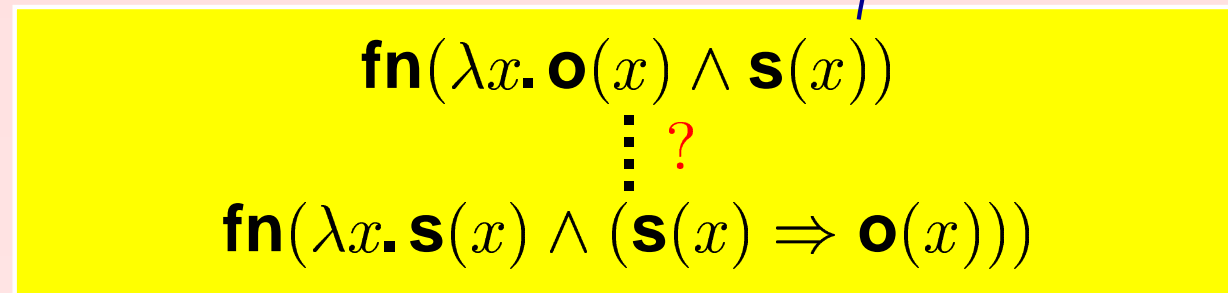 fn(λx. o(x) ∧ s(x))
?
fn(λx. s(x) ∧ (s(x) ⇒ o(x)))